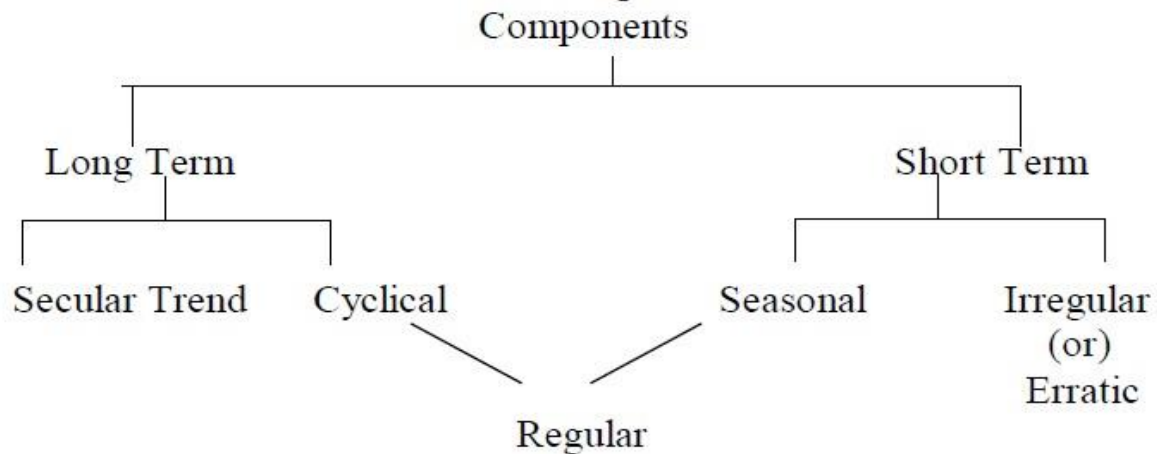 Components
Long Term
Short Term
Secular Trend
Cyclical
Seasonal
Irregular
(or)
Erratic
Regular